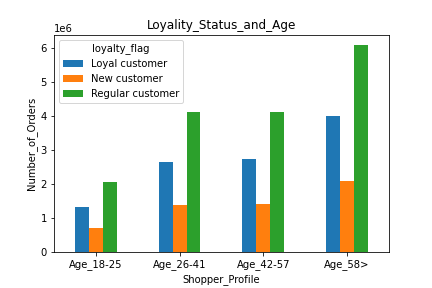 Loyality_Status_and_Age
1e6
loyalty_flag
Loyal customer
New customer
Regular customer
6
5
4
3
2
1
0
Number_of_Orders
Age_18-25 Age_26-41 Age_42-57 Age_58>
Shopper_Profile